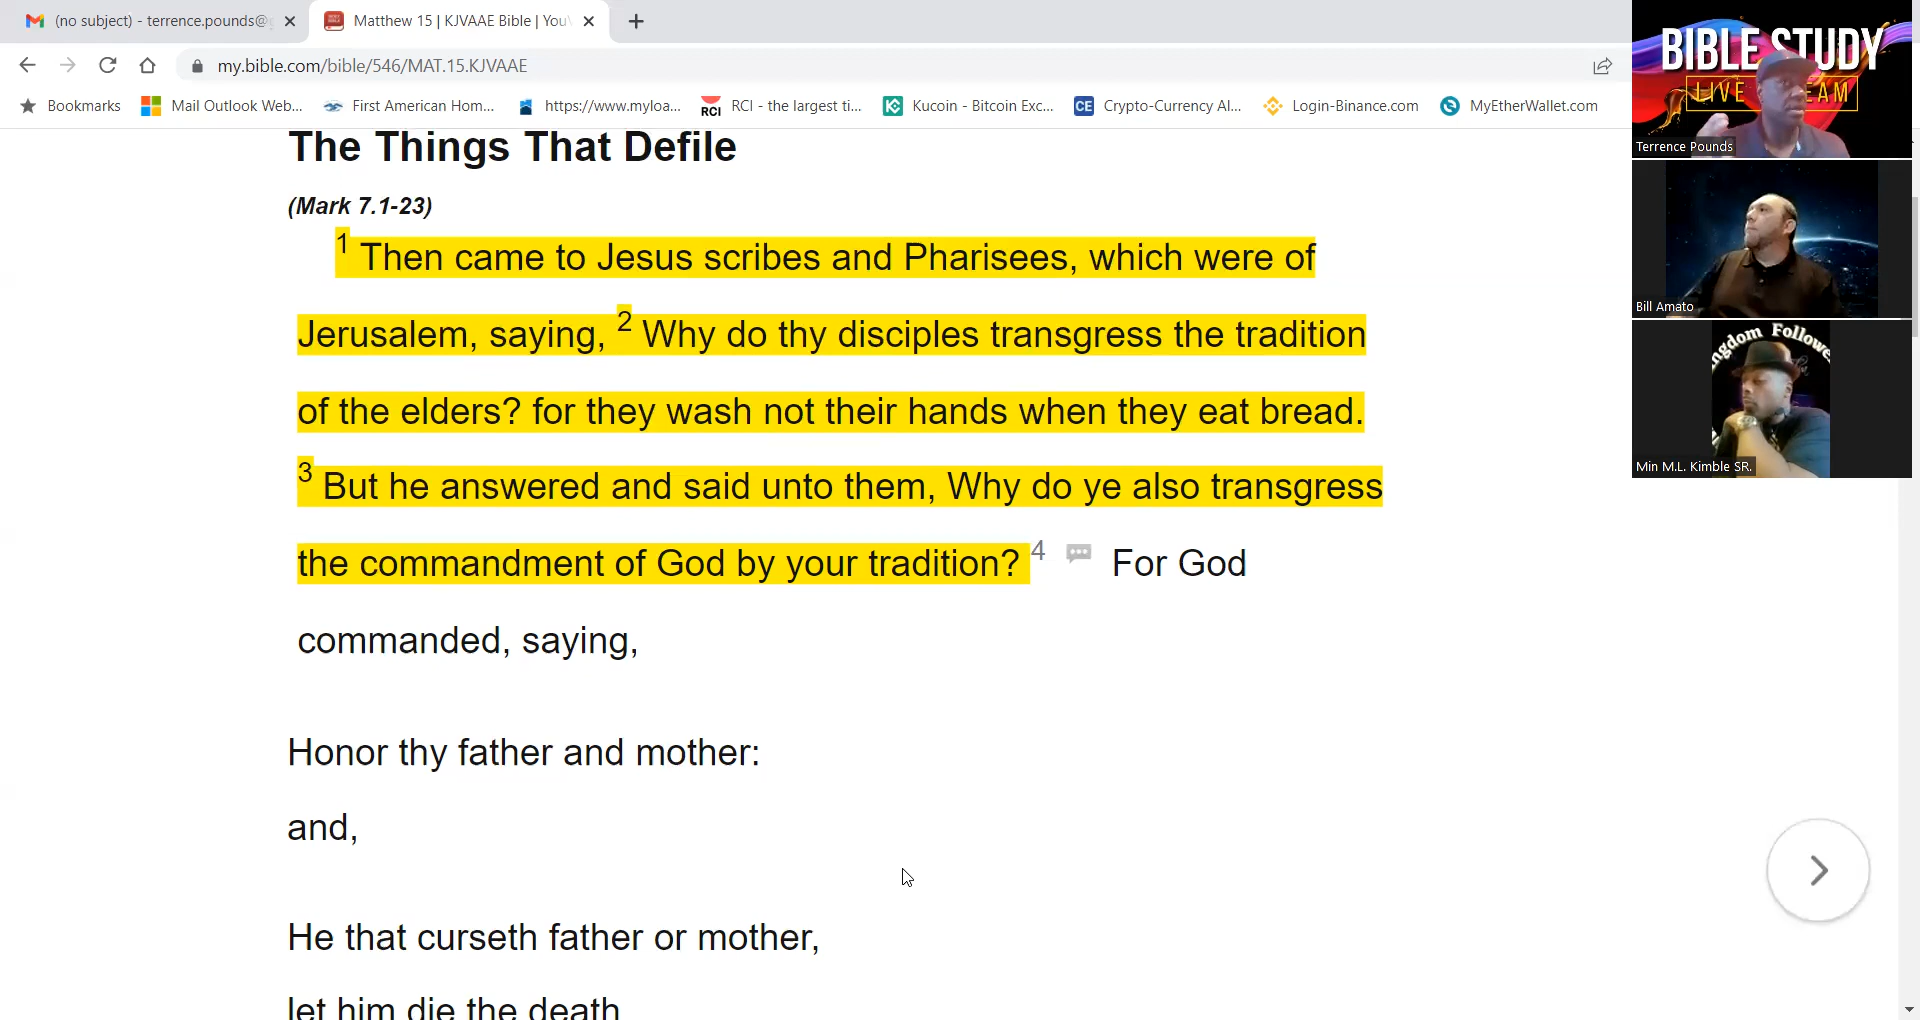 (no subject) - terrence.pounds@
Matthew 15 | KJVAAE Bible | You
my.bible.com/bible/546/MAT.15.KJVAAE
Bookmarks
Mail Outlook Web...
First American Hom...
https://www.myloa...
RCI
RCI - the largest ti...
Kucoin - Bitcoin Exc...
CE
Crypto-Currency Al...
Login-Binance.com
MyEtherWallet.com
The Things That Defile
(Mark 7.1-23)
1 Then came to Jesus scribes and Pharisees, which were of
Jerusalem, saying, 2 Why do thy disciples transgress the tradition
of the elders? for they wash not their hands when they eat bread.
3 But he answered and said unto them, Why do ye also transgress
the commandment of God by your tradition? 4 For God
commanded, saying,
Honor thy father and mother:
and,
He that curseth father or mother,
let him die the death
BIBLE STUDY
LIVE EAM
Terrence Pounds
Bill Amato
ngdom Followe
Min M.L. Kimble SR.